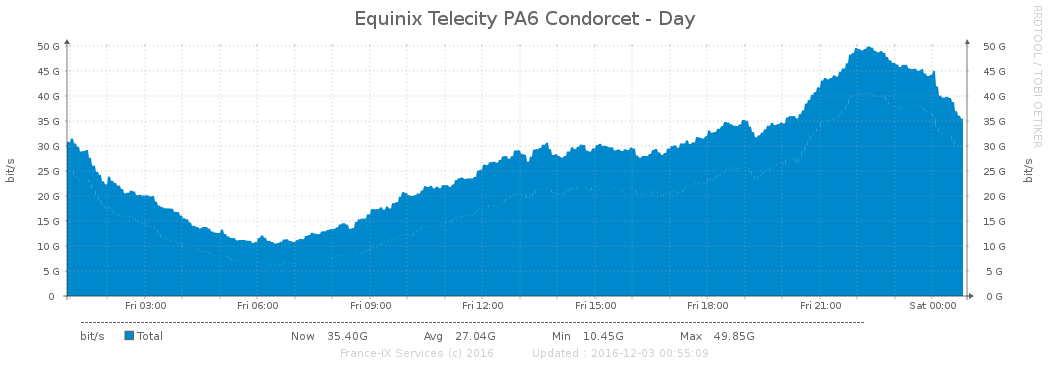 Equinix Telecity PA6 Condorcet - Day
RRDTOOL / TOBI OETIKER
bit/s
50 G
45 G
40 G
35 G
30 G
25 G
20 G
15 G
10 G
5 G
0
50 G
45 G
40 G
35 G
30 G
25 G
20 G
15 G
10 G
5 G
0 G
bit/s
Fri 03:00 Fri 06:00 Fri 09:00 Fri 12:00 Fri 15:00 Fri 18:00 Fri 21:00 Sat 00:00
bit/s Total Now 35.40G Avg 27.04G Min 10.45G Max 49.85G
France-IX Services (c) 2016 Updated : 2016-12-03 00:55:09